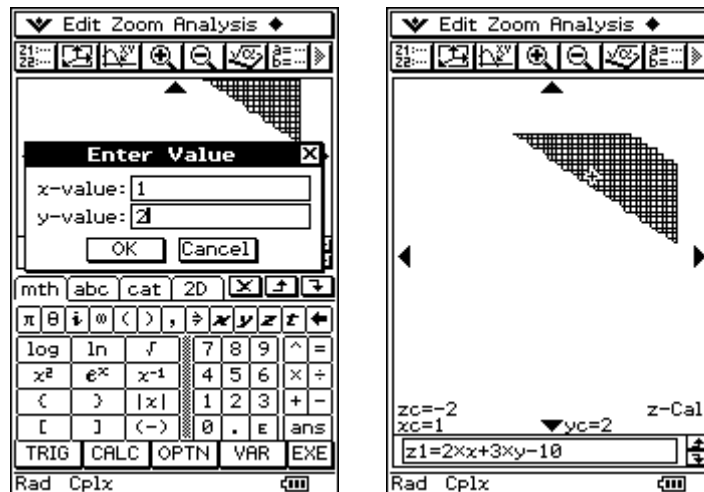 Edit Zoom Analysis ◆
Enter Value
x-value: 1
y-value: 2
OK Cancel
mth abc cat 2D
π θ i ∞ ( ) , ⇒ x y z t ←
log ln √ 7 8 9 ^ =
x² eˣ x⁻¹ 4 5 6 × ÷
( ) |x| 1 2 3 + −
[ ] (−) 0 . E ans
TRIG CALC OPTN VAR EXE
Rad Cplx
Edit Zoom Analysis ◆
zc=-2 z-Cal
xc=1 yc=2
z1=2×x+3×y-10
Rad Cplx